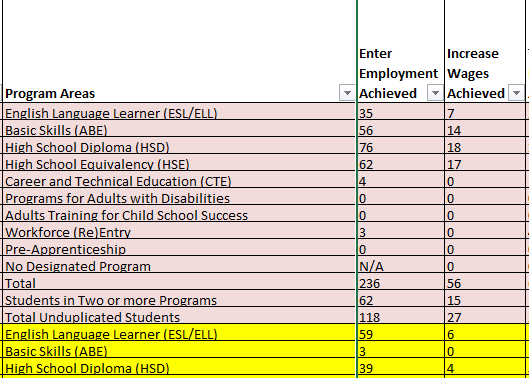 Program Areas Enter Employment Achieved Increase Wages Achieved
English Language Learner (ESL/ELL) 35 7
Basic Skills (ABE) 56 14
High School Diploma (HSD) 76 18
High School Equivalency (HSE) 62 17
Career and Technical Education (CTE) 4 0
Programs for Adults with Disabilities 0 0
Adults Training for Child School Success 0 0
Workforce (Re)Entry 3 0
Pre-Apprenticeship 0 0
No Designated Program N/A 0
Total 236 56
Students in Two or more Programs 62 15
Total Unduplicated Students 118 27
English Language Learner (ESL/ELL) 59 6
Basic Skills (ABE) 3 0
High School Diploma (HSD) 39 4